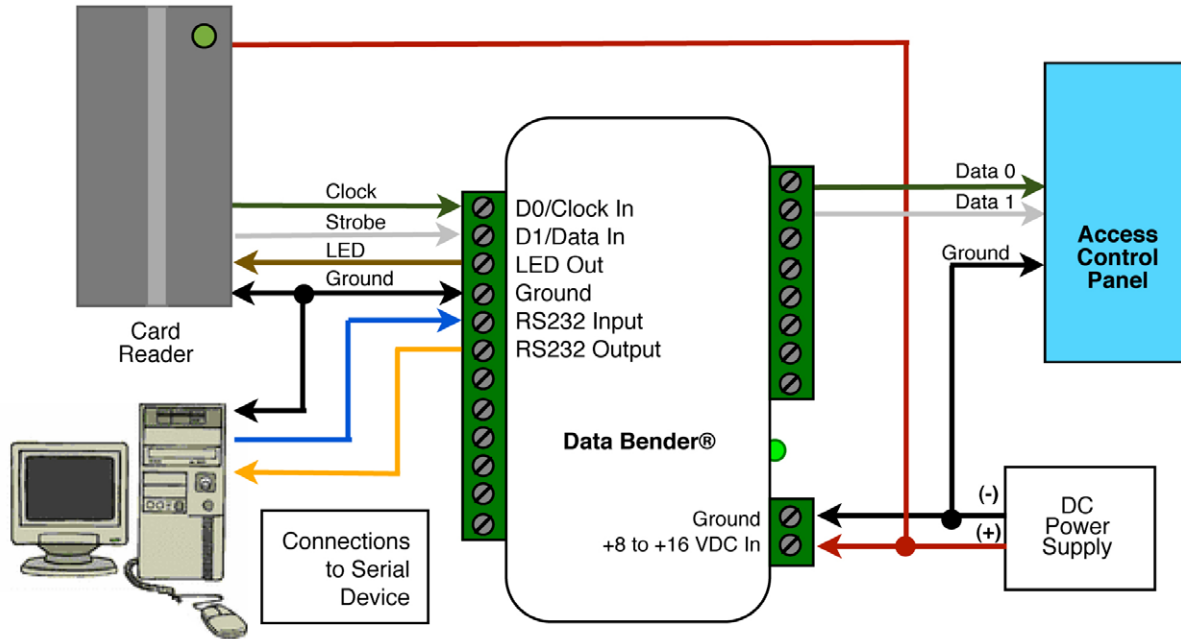 Clock
Strobe
LED
Ground
Card
Reader
D0/Clock In
D1/Data In
LED Out
Ground
RS232 Input
RS232 Output
Data Bender®
Ground
+8 to +16 VDC In
Data 0
Data 1
Ground
Access
Control
Panel
(-)
(+)
DC
Power
Supply
Connections
to Serial
Device